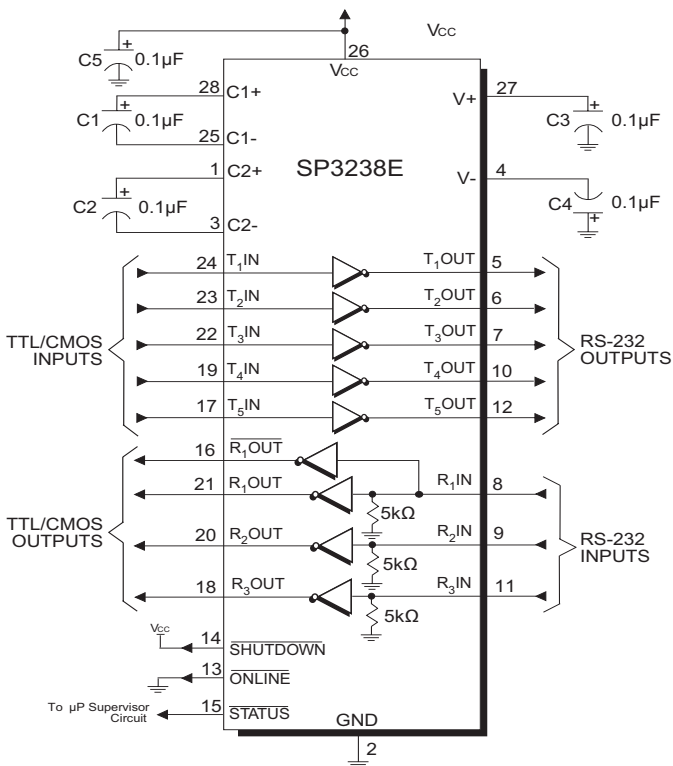 Vcc
26
Vcc
C5 + 0.1µF
28 C1+
C1 + 0.1µF
25 C1-
1 C2+
C2 + 0.1µF
3 C2-
SP3238E
V+ 27
C3 + 0.1µF
V- 4
C4 + 0.1µF
TTL/CMOS
INPUTS
24 T1IN T1OUT 5
23 T2IN T2OUT 6
22 T3IN T3OUT 7
19 T4IN T4OUT 10
17 T5IN T5OUT 12
RS-232
OUTPUTS
TTL/CMOS
OUTPUTS
16 R1OUT
21 R1OUT R1IN 8
5kΩ
20 R2OUT R2IN 9
5kΩ
18 R3OUT R3IN 11
5kΩ
RS-232
INPUTS
Vcc
14 SHUTDOWN
13 ONLINE
To µP Supervisor
Circuit
15 STATUS
GND
2